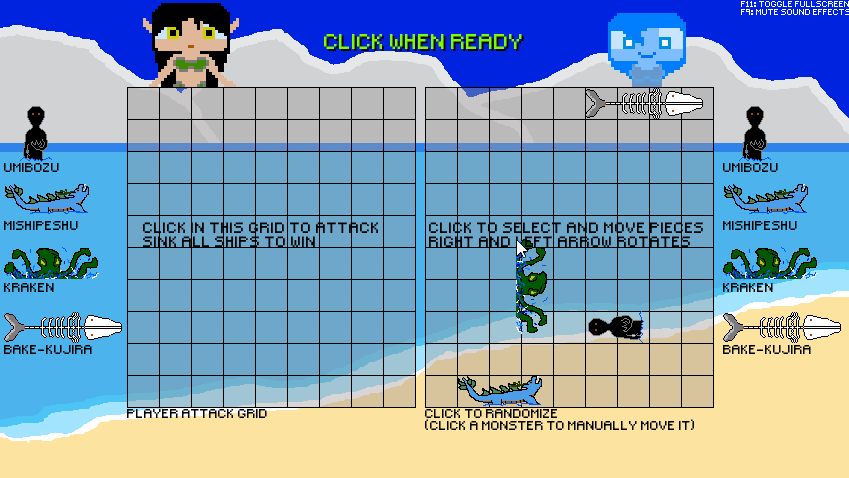 F11: TOGGLE FULLSCREEN
F9: MUTE SOUND EFFECTS
CLICK WHEN READY
UMIBOZU
MISHIPESHU
KRAKEN
BAKE-KUJIRA
CLICK IN THIS GRID TO ATTACK
SINK ALL SHIPS TO WIN
CLICK TO SELECT AND MOVE PIECES
RIGHT AND LEFT ARROW ROTATES
UMIBOZU
MISHIPESHU
KRAKEN
BAKE-KUJIRA
PLAYER ATTACK GRID
CLICK TO RANDOMIZE
(CLICK A MONSTER TO MANUALLY MOVE IT)